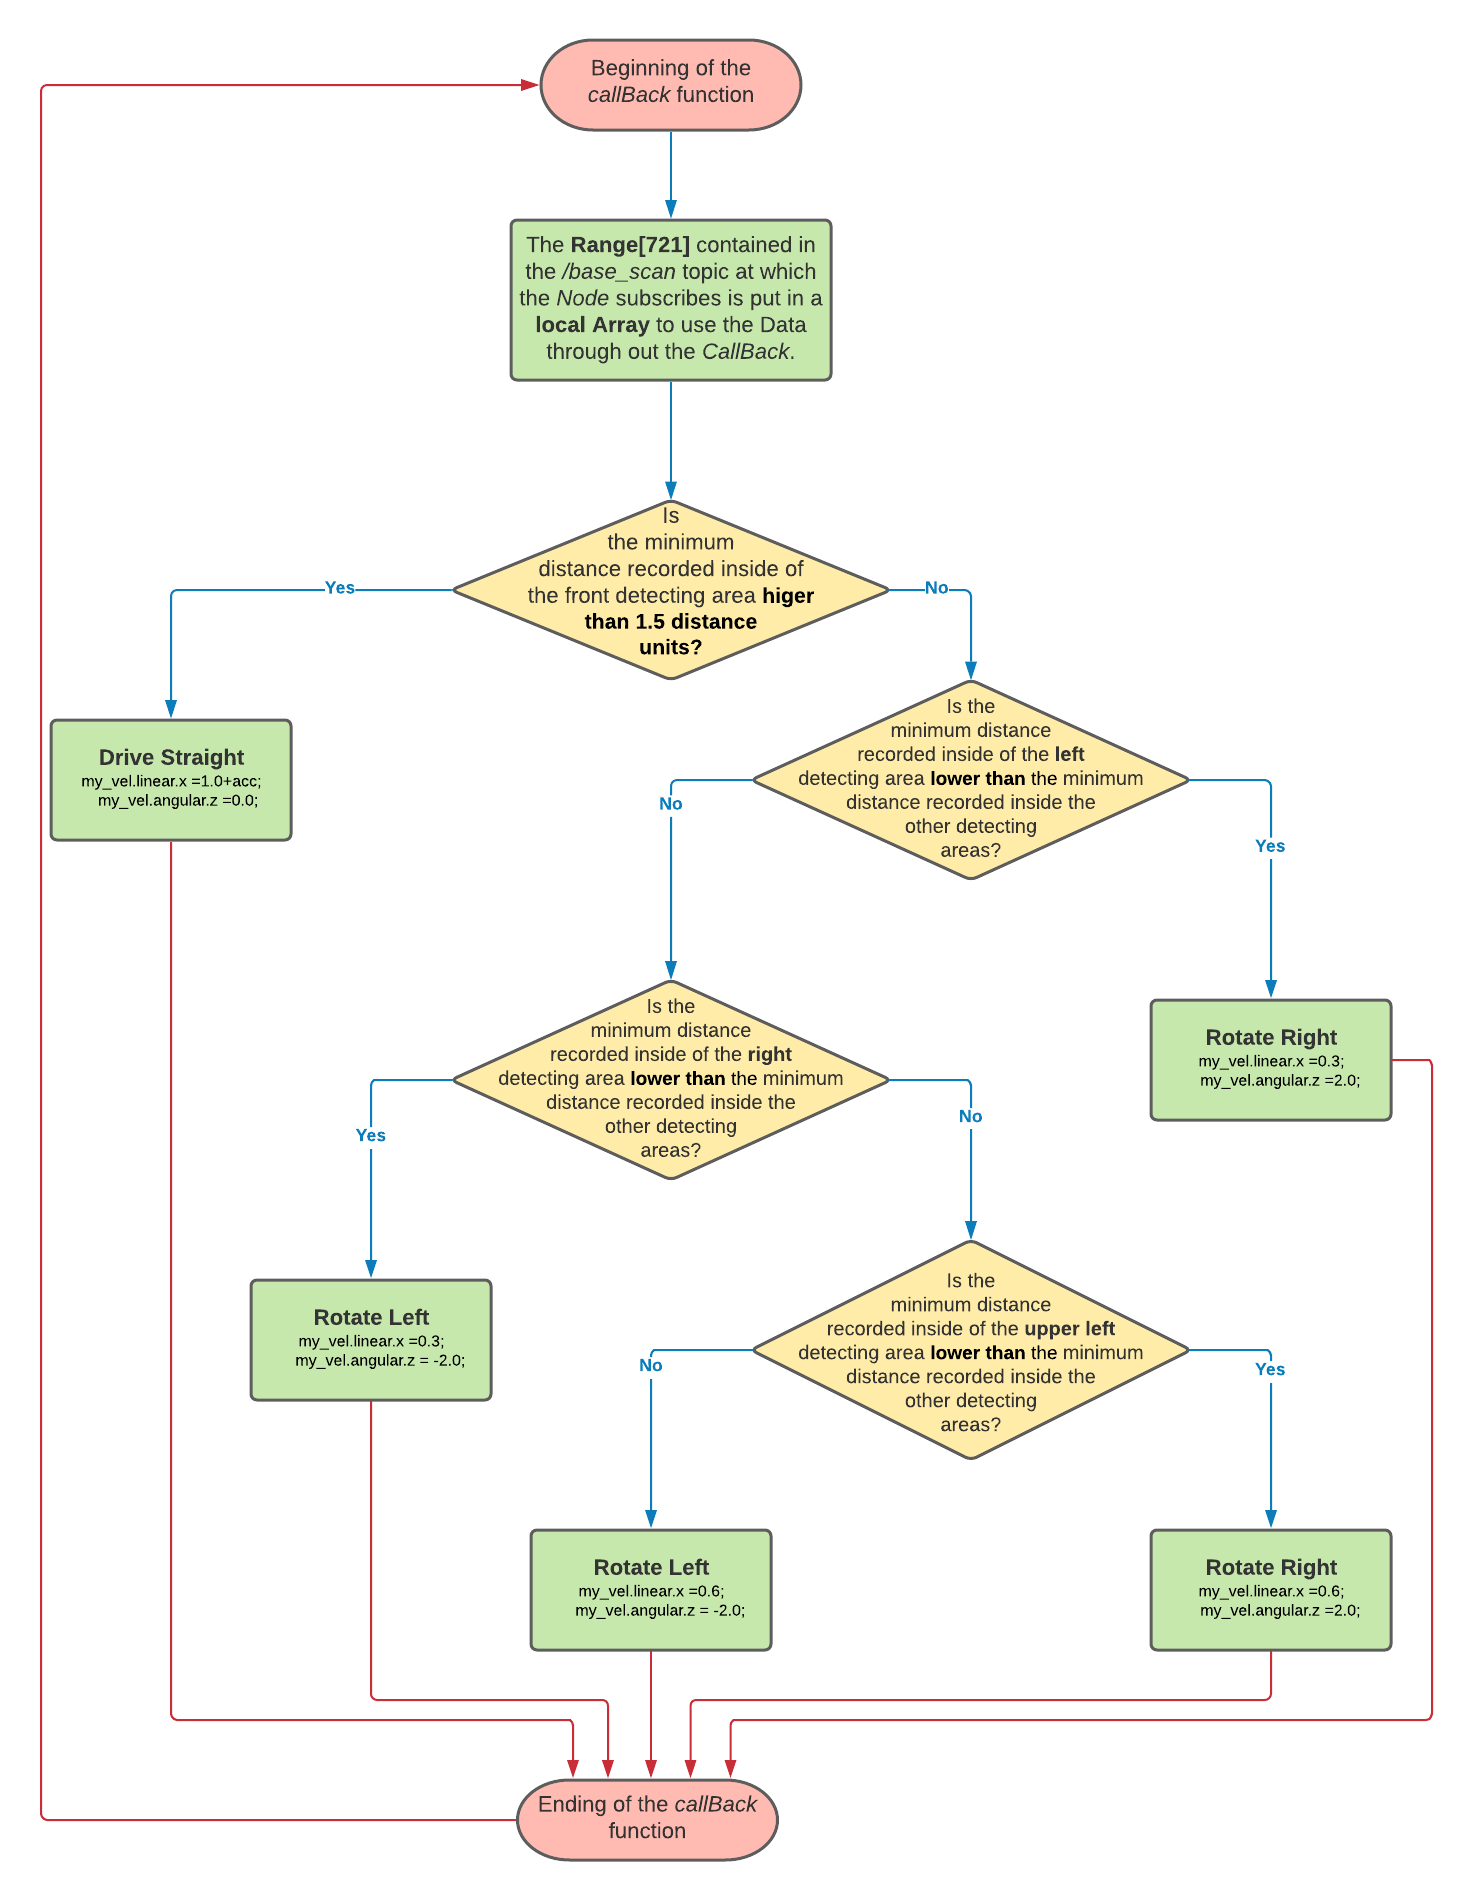 Beginning of the
callBack function
The Range[721] contained in
the /base_scan topic at which
the Node subscribes is put in a
local Array to use the Data
through out the CallBack.
Is
the minimum
distance recorded inside of
the front detecting area higer
than 1.5 distance
units?
Yes
No
Drive Straight
my_vel.linear.x =1.0+acc;
my_vel.angular.z =0.0;
Is the
minimum distance
recorded inside of the left
detecting area lower than the minimum
distance recorded inside the
other detecting
areas?
No
Yes
Is the
minimum distance
recorded inside of the right
detecting area lower than the minimum
distance recorded inside the
other detecting
areas?
Rotate Right
my_vel.linear.x =0.3;
my_vel.angular.z =2.0;
Yes
No
Rotate Left
my_vel.linear.x =0.3;
my_vel.angular.z = -2.0;
Is the
minimum distance
recorded inside of the upper left
detecting area lower than the minimum
distance recorded inside the
other detecting
areas?
No
Yes
Rotate Left
my_vel.linear.x =0.6;
my_vel.angular.z = -2.0;
Rotate Right
my_vel.linear.x =0.6;
my_vel.angular.z =2.0;
Ending of the callBack
function